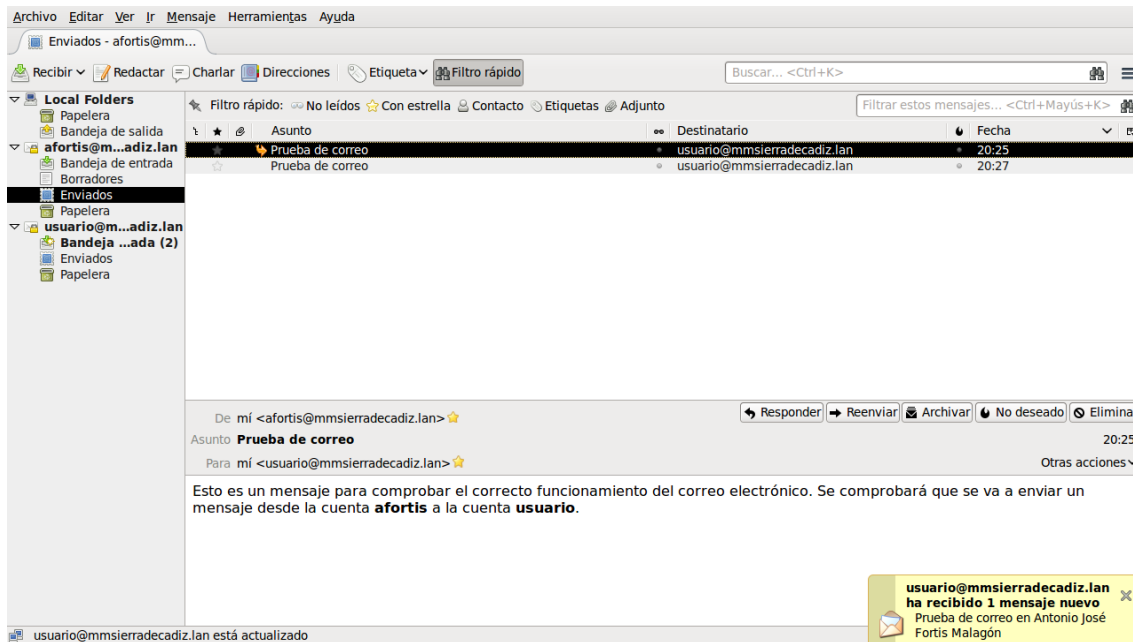 Archivo Editar Ver Ir Mensaje Herramientas Ayuda
Enviados - afortis@mm...
Recibir Redactar Charlar Direcciones Etiqueta Filtro rápido Buscar... <Ctrl+K>
Local Folders
Papelera
Bandeja de salida
afortis@m...adiz.lan
Bandeja de entrada
Borradores
Enviados
Papelera
usuario@m...adiz.lan
Bandeja ...ada (2)
Enviados
Papelera
Filtro rápido: No leídos Con estrella Contacto Etiquetas Adjunto Filtrar estos mensajes... <Ctrl+Mayús+K>
Asunto Destinatario Fecha
Prueba de correo usuario@mmsierradecadiz.lan 20:25
Prueba de correo usuario@mmsierradecadiz.lan 20:27
De mí <afortis@mmsierradecadiz.lan> Responder Reenviar Archivar No deseado Elimina
Asunto Prueba de correo 20:25
Para mí <usuario@mmsierradecadiz.lan> Otras acciones
Esto es un mensaje para comprobar el correcto funcionamiento del correo electrónico. Se comprobará que se va a enviar un
mensaje desde la cuenta afortis a la cuenta usuario.
usuario@mmsierradecadiz.lan
ha recibido 1 mensaje nuevo
Prueba de correo en Antonio José
Fortis Malagón
usuario@mmsierradecadiz.lan está actualizado